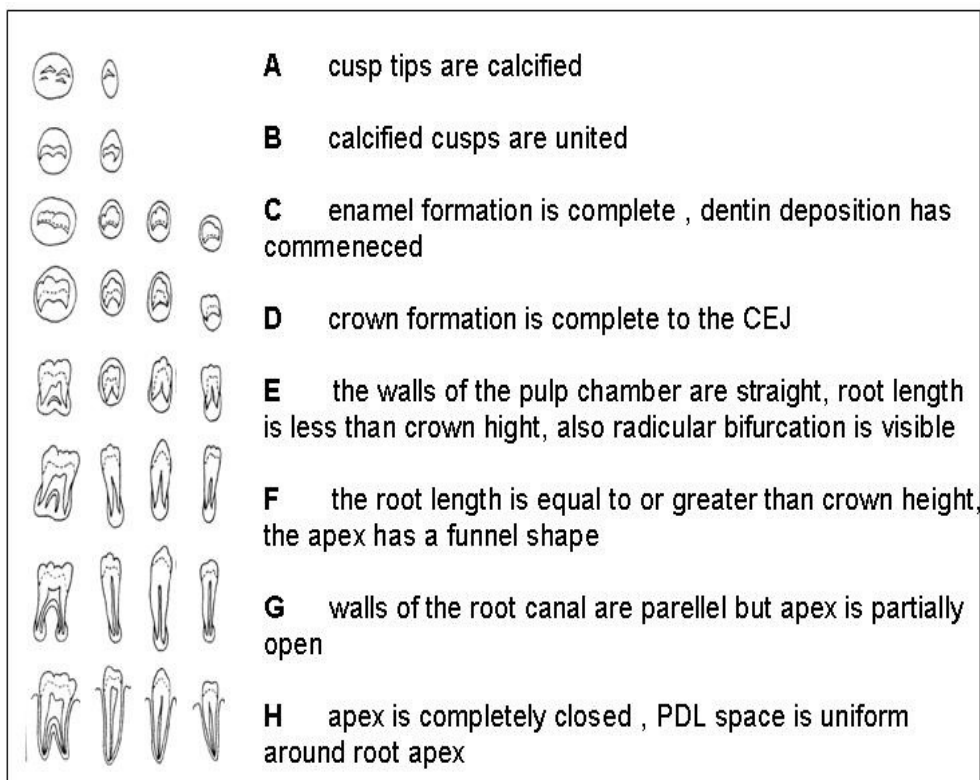 A cusp tips are calcified
B calcified cusps are united
C enamel formation is complete , dentin deposition has
commeneced
D crown formation is complete to the CEJ
E the walls of the pulp chamber are straight, root length
is less than crown hight, also radicular bifurcation is visible
F the root length is equal to or greater than crown height,
the apex has a funnel shape
G walls of the root canal are parellel but apex is partially
open
H apex is completely closed , PDL space is uniform
around root apex